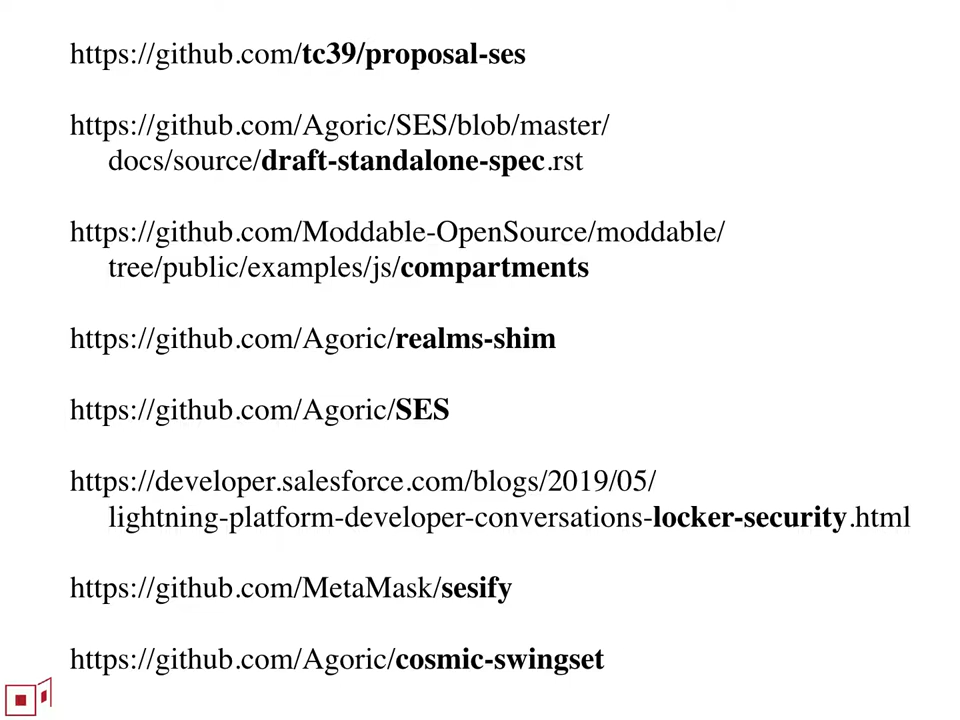 https://github.com/tc39/proposal-ses
https://github.com/Agoric/SES/blob/master/
docs/source/draft-standalone-spec.rst
https://github.com/Moddable-OpenSource/moddable/
tree/public/examples/js/compartments
https://github.com/Agoric/realms-shim
https://github.com/Agoric/SES
https://developer.salesforce.com/blogs/2019/05/
lightning-platform-developer-conversations-locker-security.html
https://github.com/MetaMask/sesify
https://github.com/Agoric/cosmic-swingset